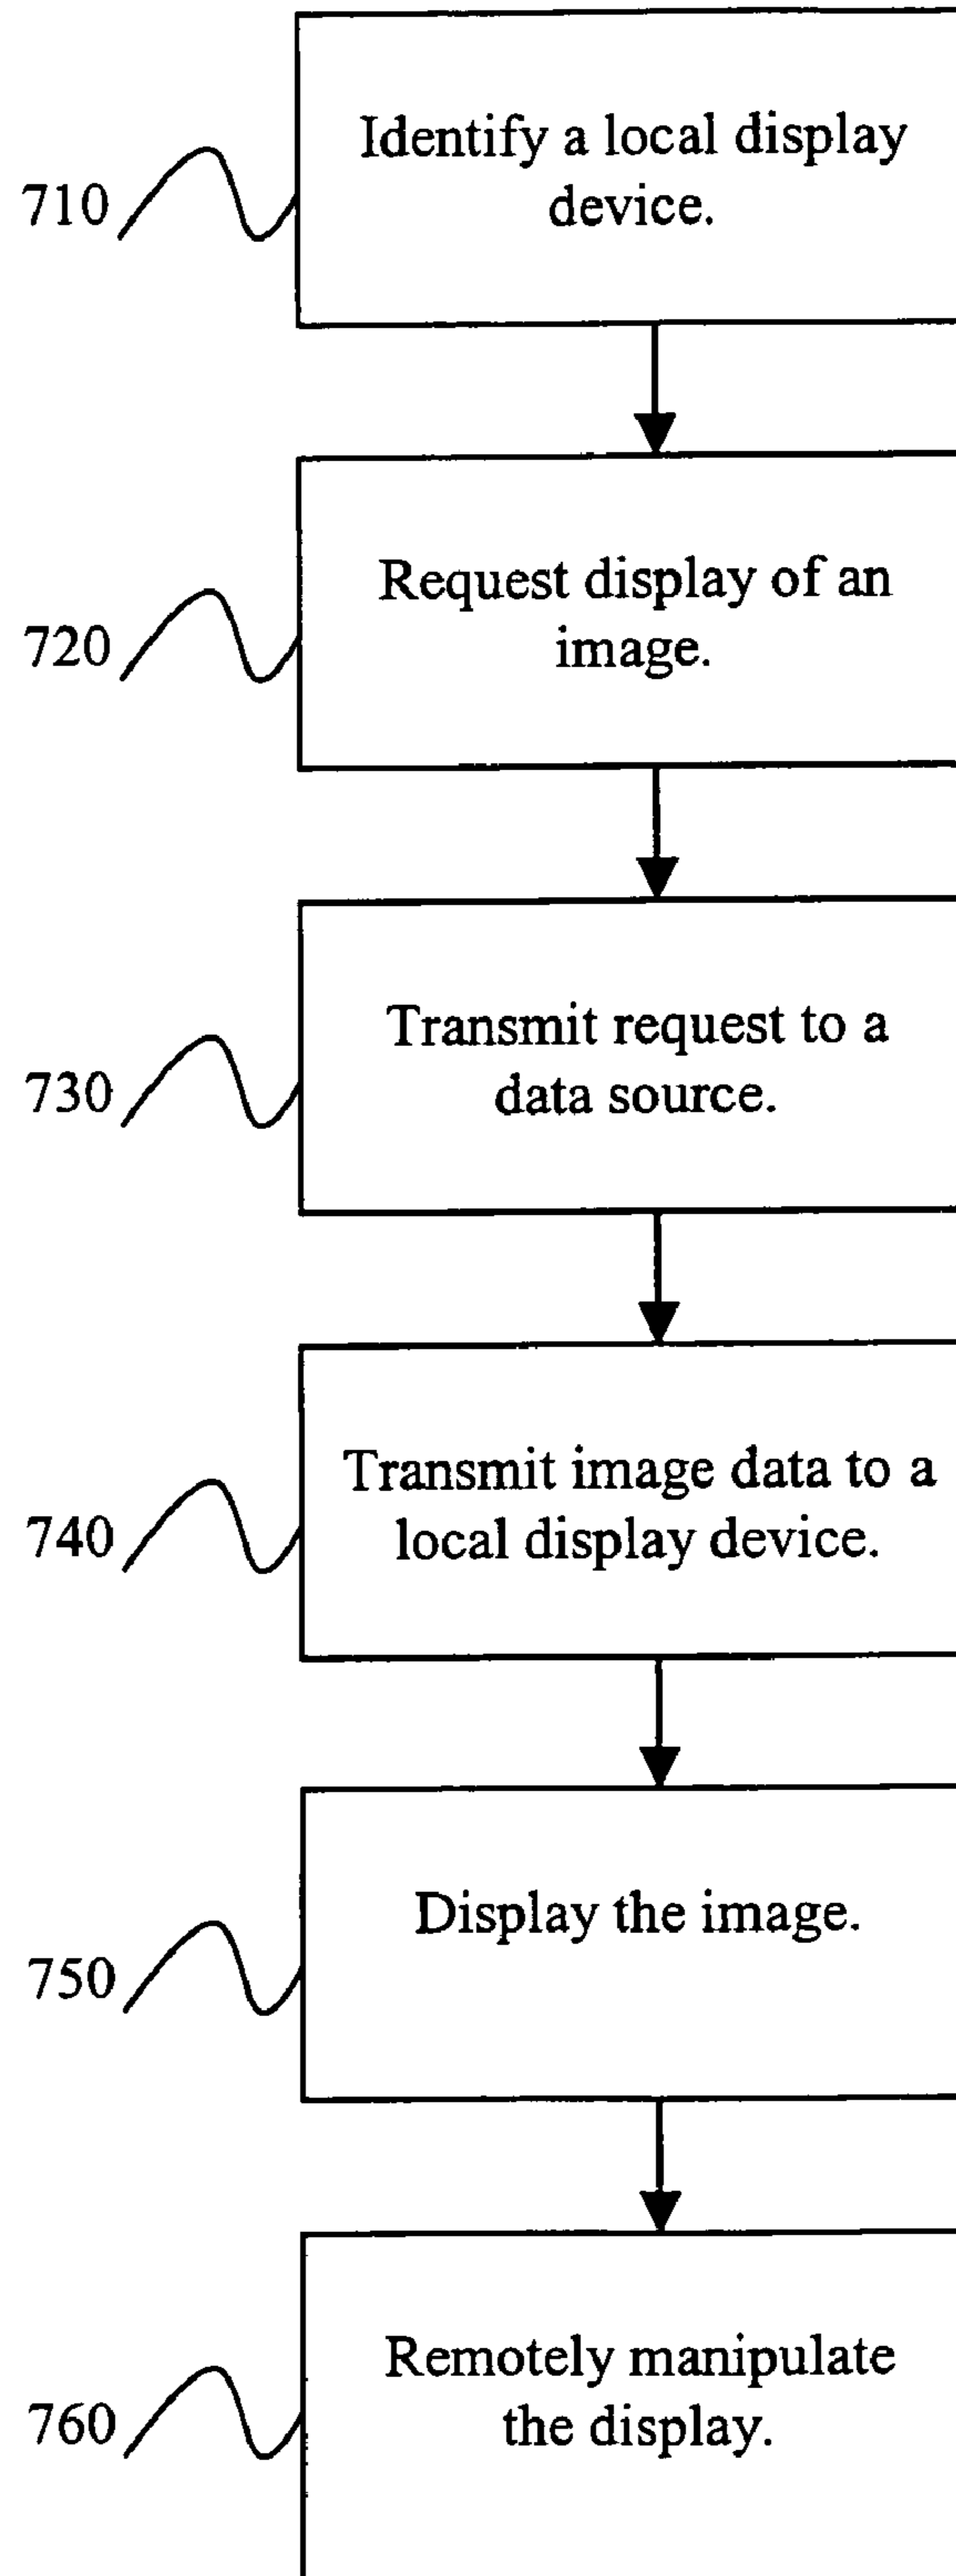 Identify a local display
device.
710
Request display of an
image.
720
Transmit request to a
data source.
730
Transmit image data to a
local display device.
740
Display the image.
750
Remotely manipulate
the display.
760